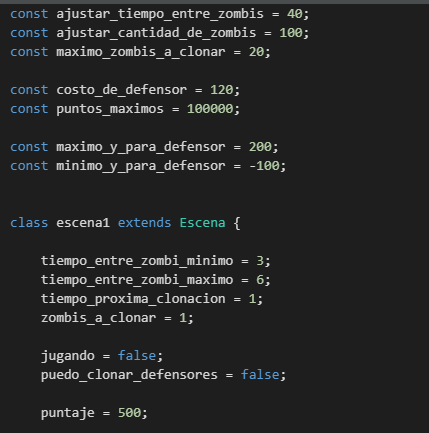 const ajustar_tiempo_entre_zombis = 40;
const ajustar_cantidad_de_zombis = 100;
const maximo_zombis_a_clonar = 20;
const costo_de_defensor = 120;
const puntos_maximos = 100000;
const maximo_y_para_defensor = 200;
const minimo_y_para_defensor = -100;
class escena1 extends Escena {
tiempo_entre_zombi_minimo = 3;
tiempo_entre_zombi_maximo = 6;
tiempo_proxima_clonacion = 1;
zombis_a_clonar = 1;
jugando = false;
puedo_clonar_defensores = false;
puntaje = 500;